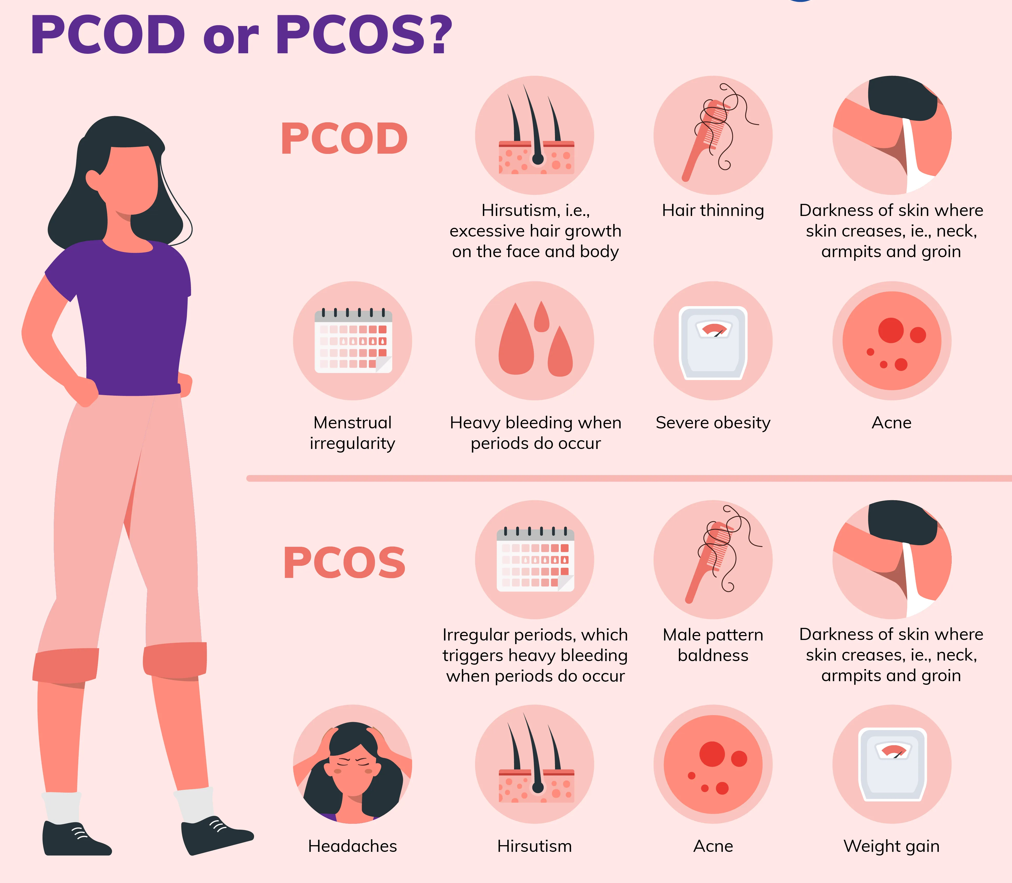 PCOD or PCOS?
PCOD
Hirsutism, i.e.,
excessive hair growth
on the face and body
Hair thinning
Darkness of skin where
skin creases, ie., neck,
armpits and groin
Menstrual
irregularity
Heavy bleeding when
periods do occur
Severe obesity
Acne
PCOS
Irregular periods, which
triggers heavy bleeding
when periods do occur
Male pattern
baldness
Darkness of skin where
skin creases, ie., neck,
armpits and groin
Headaches
Hirsutism
Acne
Weight gain